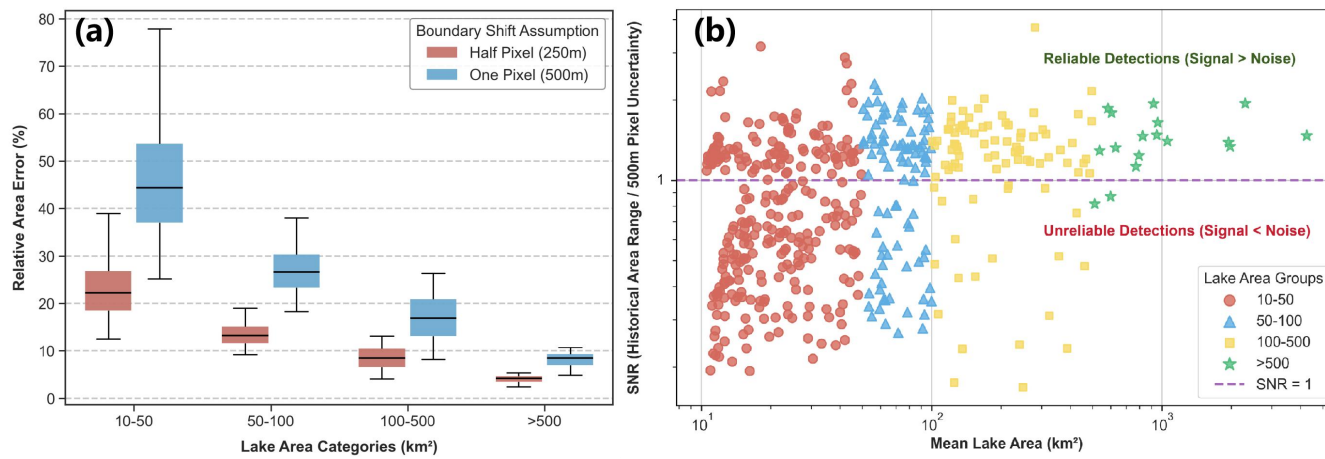 (a)
Boundary Shift Assumption
Half Pixel (250m)
One Pixel (500m)
Relative Area Error (%)
80
70
60
50
40
30
20
10
0
10-50
50-100
100-500
>500
Lake Area Categories (km²)
(b)
Reliable Detections (Signal > Noise)
SNR (Historical Area Range / 500m Pixel Uncertainty)
1
Unreliable Detections (Signal < Noise)
Lake Area Groups
10-50
50-100
100-500
>500
SNR = 1
10¹
10²
10³
Mean Lake Area (km²)